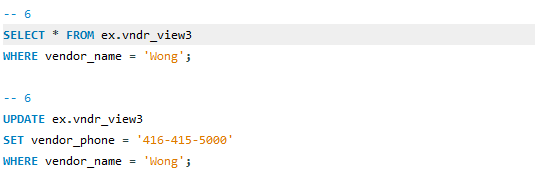 -- 6
SELECT * FROM ex.vndr_view3
WHERE vendor_name = 'Wong';
-- 6
UPDATE ex.vndr_view3
SET vendor_phone = '416-415-5000'
WHERE vendor_name = 'Wong';